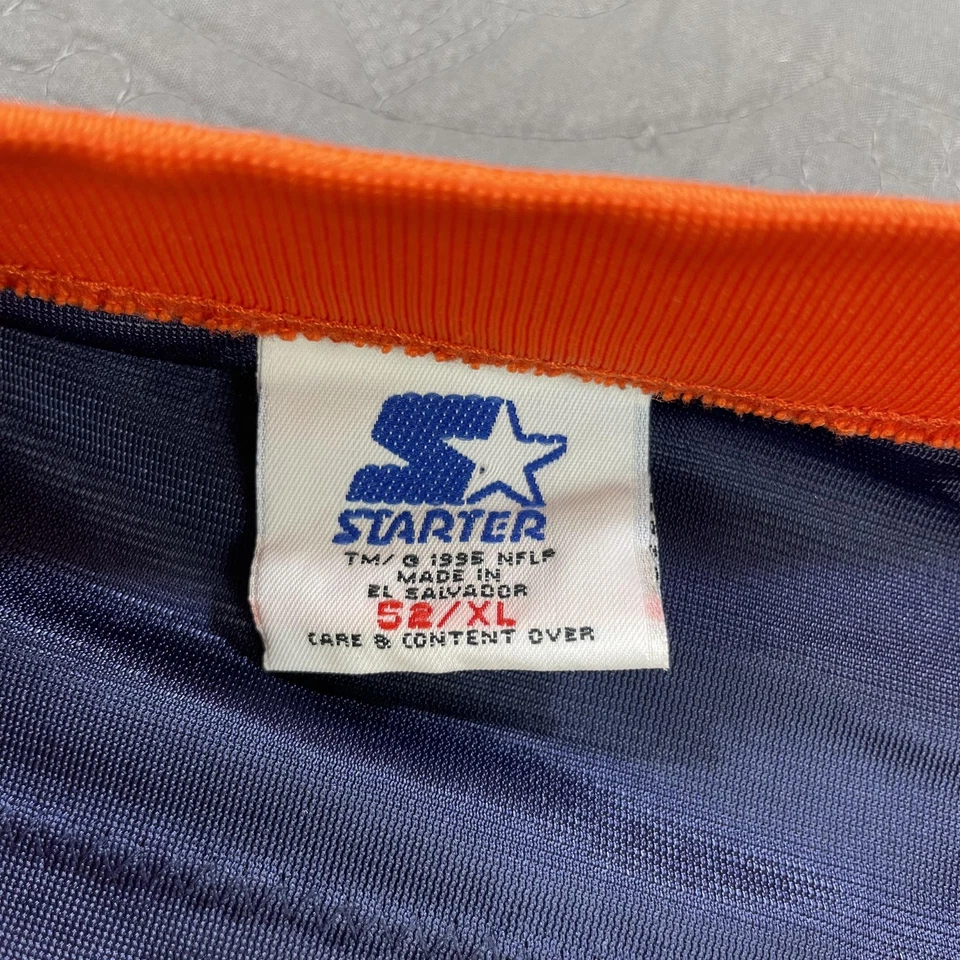 STARTER
TM/© 1995 NFLP
MADE IN
EL SALVADOR
52/XL
CARE & CONTENT OVER